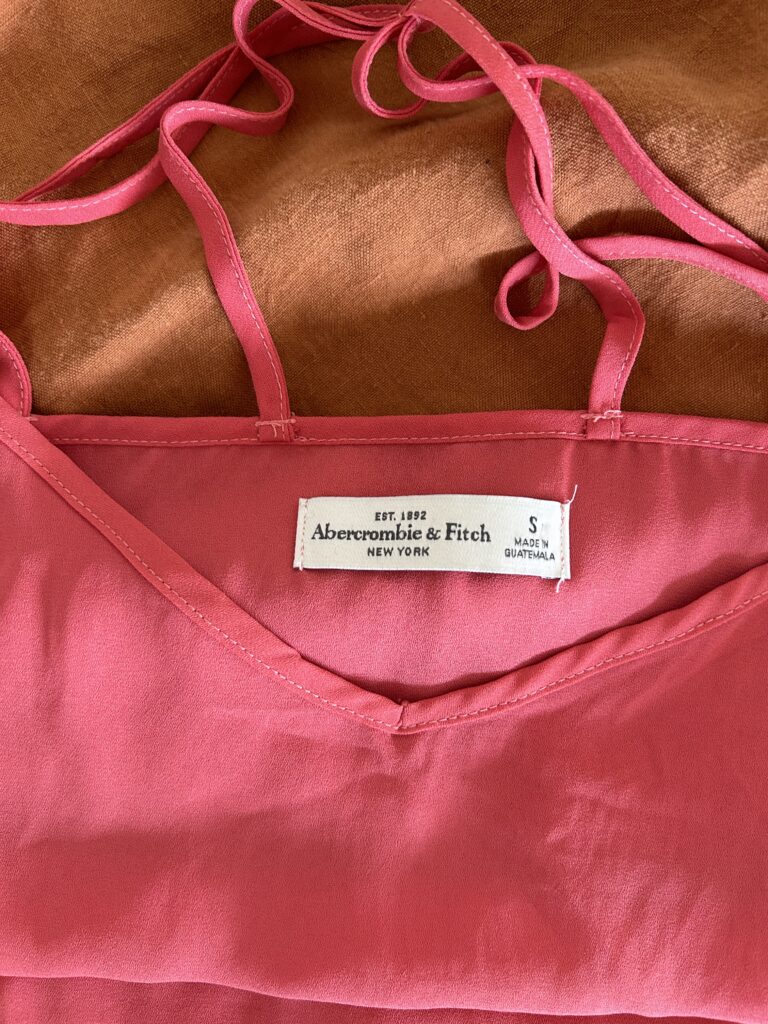 EST. 1892
Abercrombie & Fitch
NEW YORK
S
MADE IN
GUATEMALA